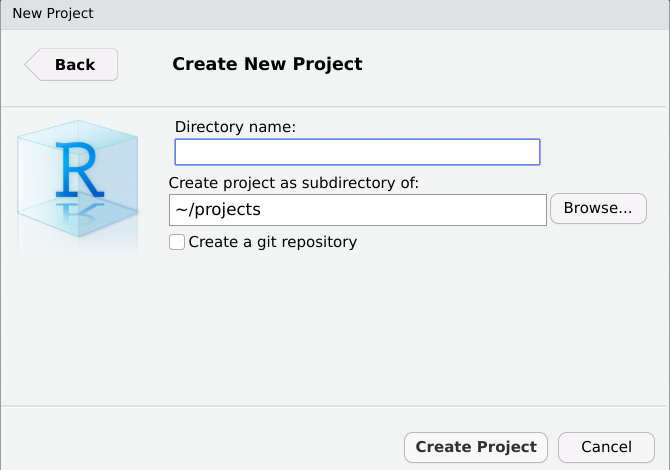 New Project
Back
Create New Project
R
Directory name:
Create project as subdirectory of:
~/projects
Browse...
Create a git repository
Create Project
Cancel